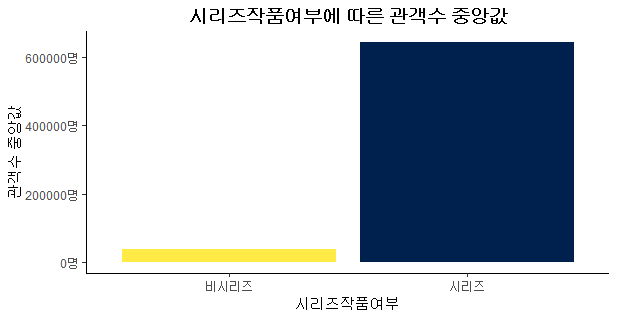 시리즈작품여부에 따른 관객수 중앙값
관객수 중앙값
600000명
400000명
200000명
0명
비시리즈
시리즈
시리즈작품여부